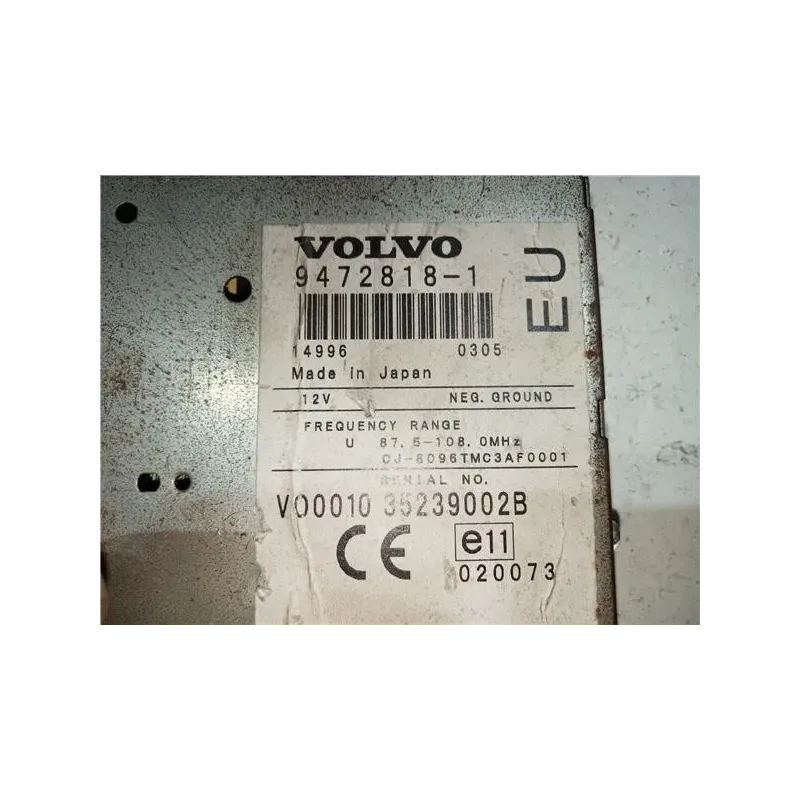 VOLVO
9472818-1
EU
14996 0305
Made in Japan
12V NEG. GROUND
FREQUENCY RANGE
U 87.5-108.0MHz
CJ-6096TMC3AF0001
SERIAL NO.
VO0010 35239002B
CE e11
020073